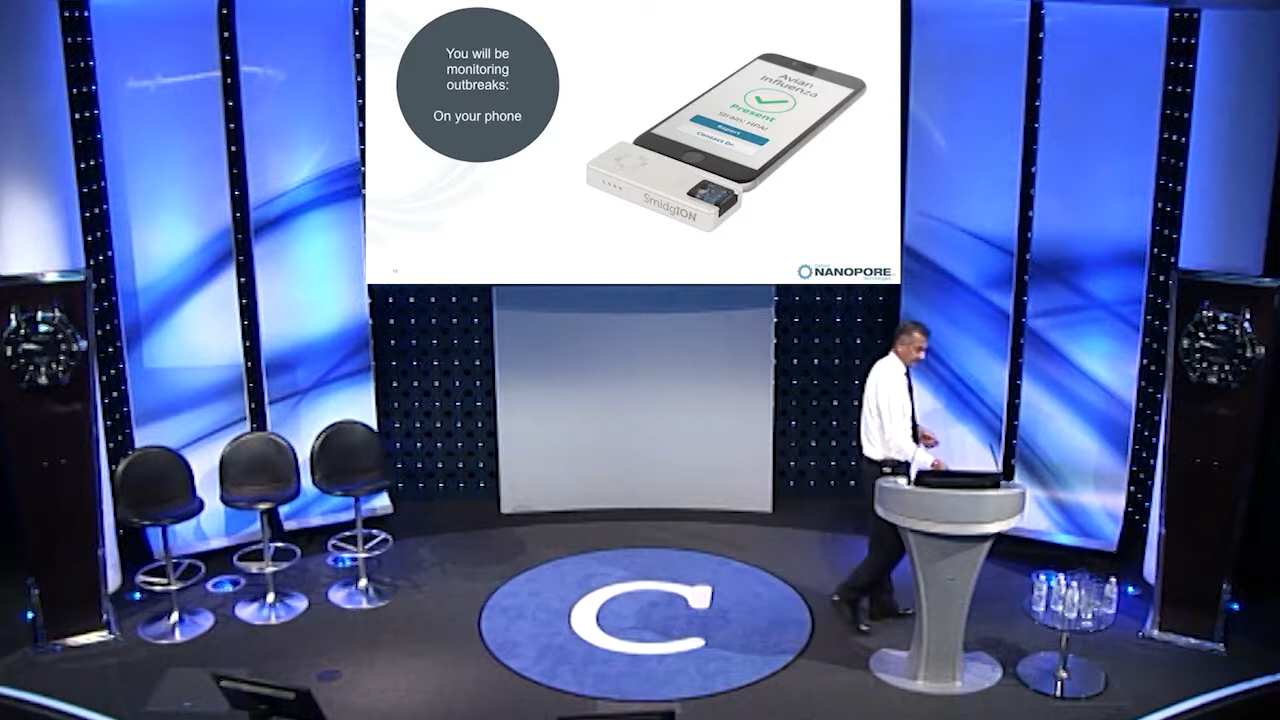 You will be
monitoring
outbreaks:
On your phone
Avian
Influenza
Present
Strain: HPAI
Report
Contact Dr.
SmidgION
NANOPORE
C